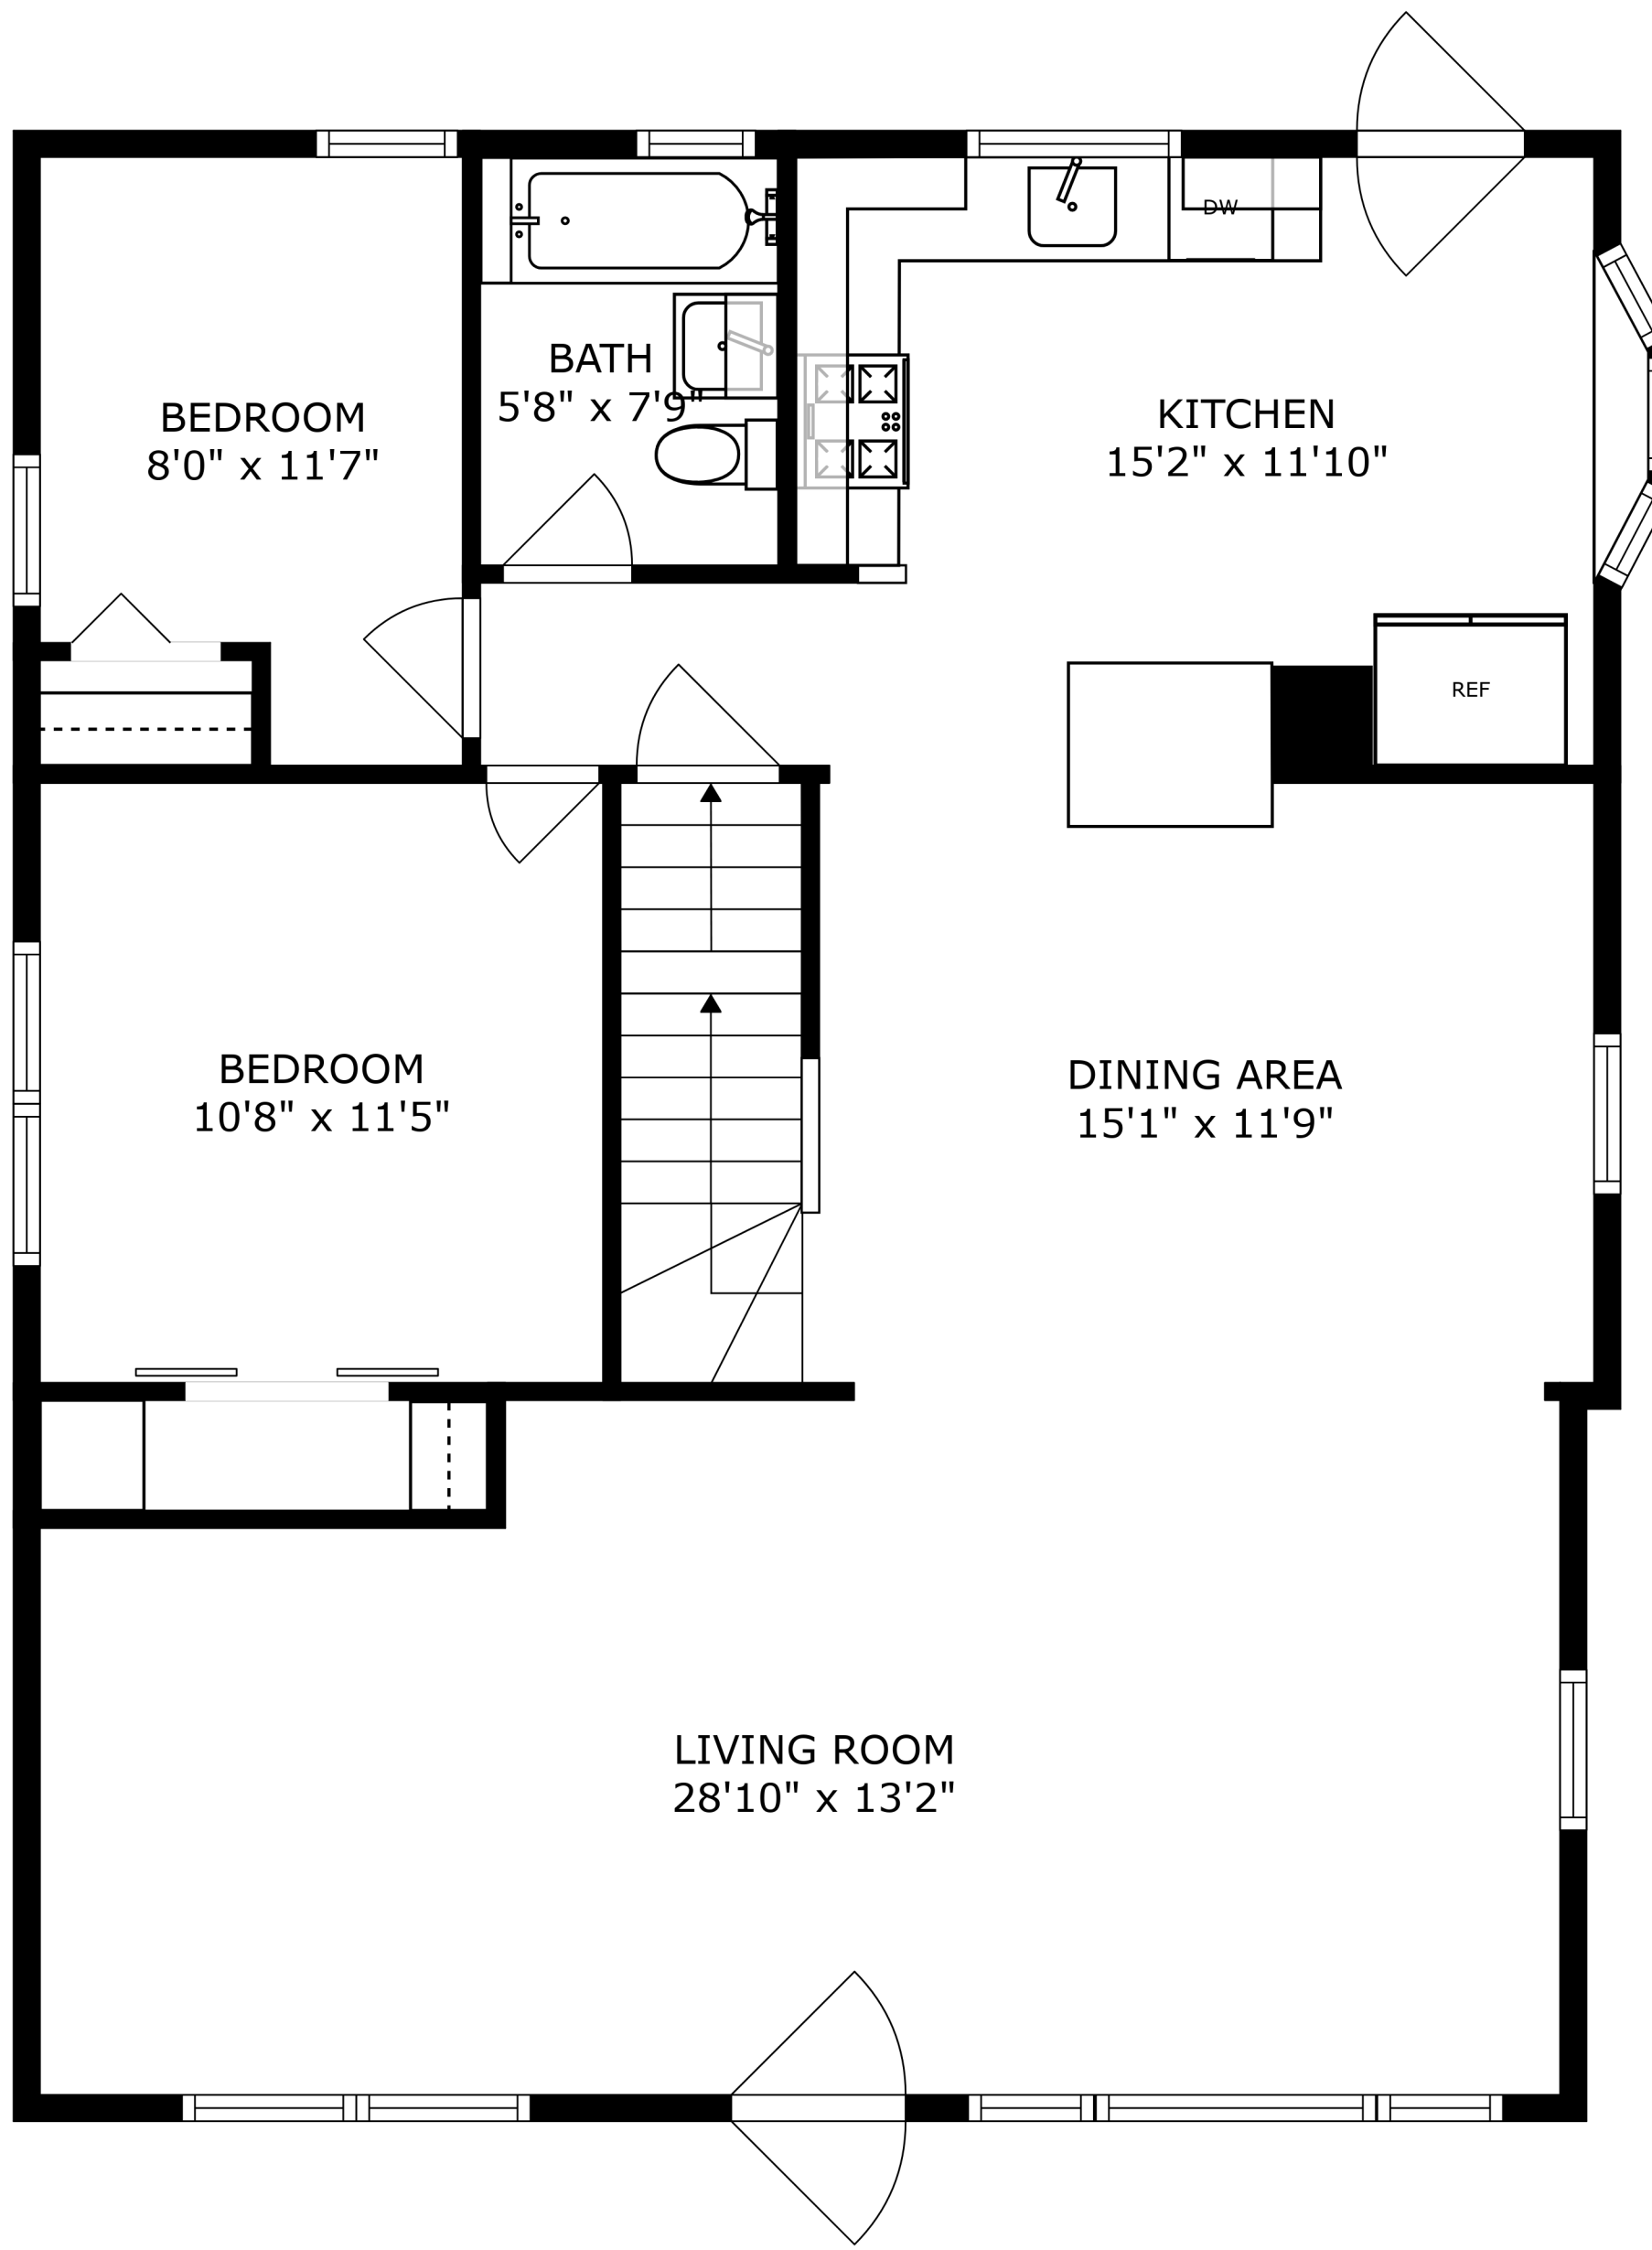 DW
BATH
5'8" x 7'9"
BEDROOM
8'0" x 11'7"
KITCHEN
15'2" x 11'10"
REF
BEDROOM
10'8" x 11'5"
DINING AREA
15'1" x 11'9"
LIVING ROOM
28'10" x 13'2"